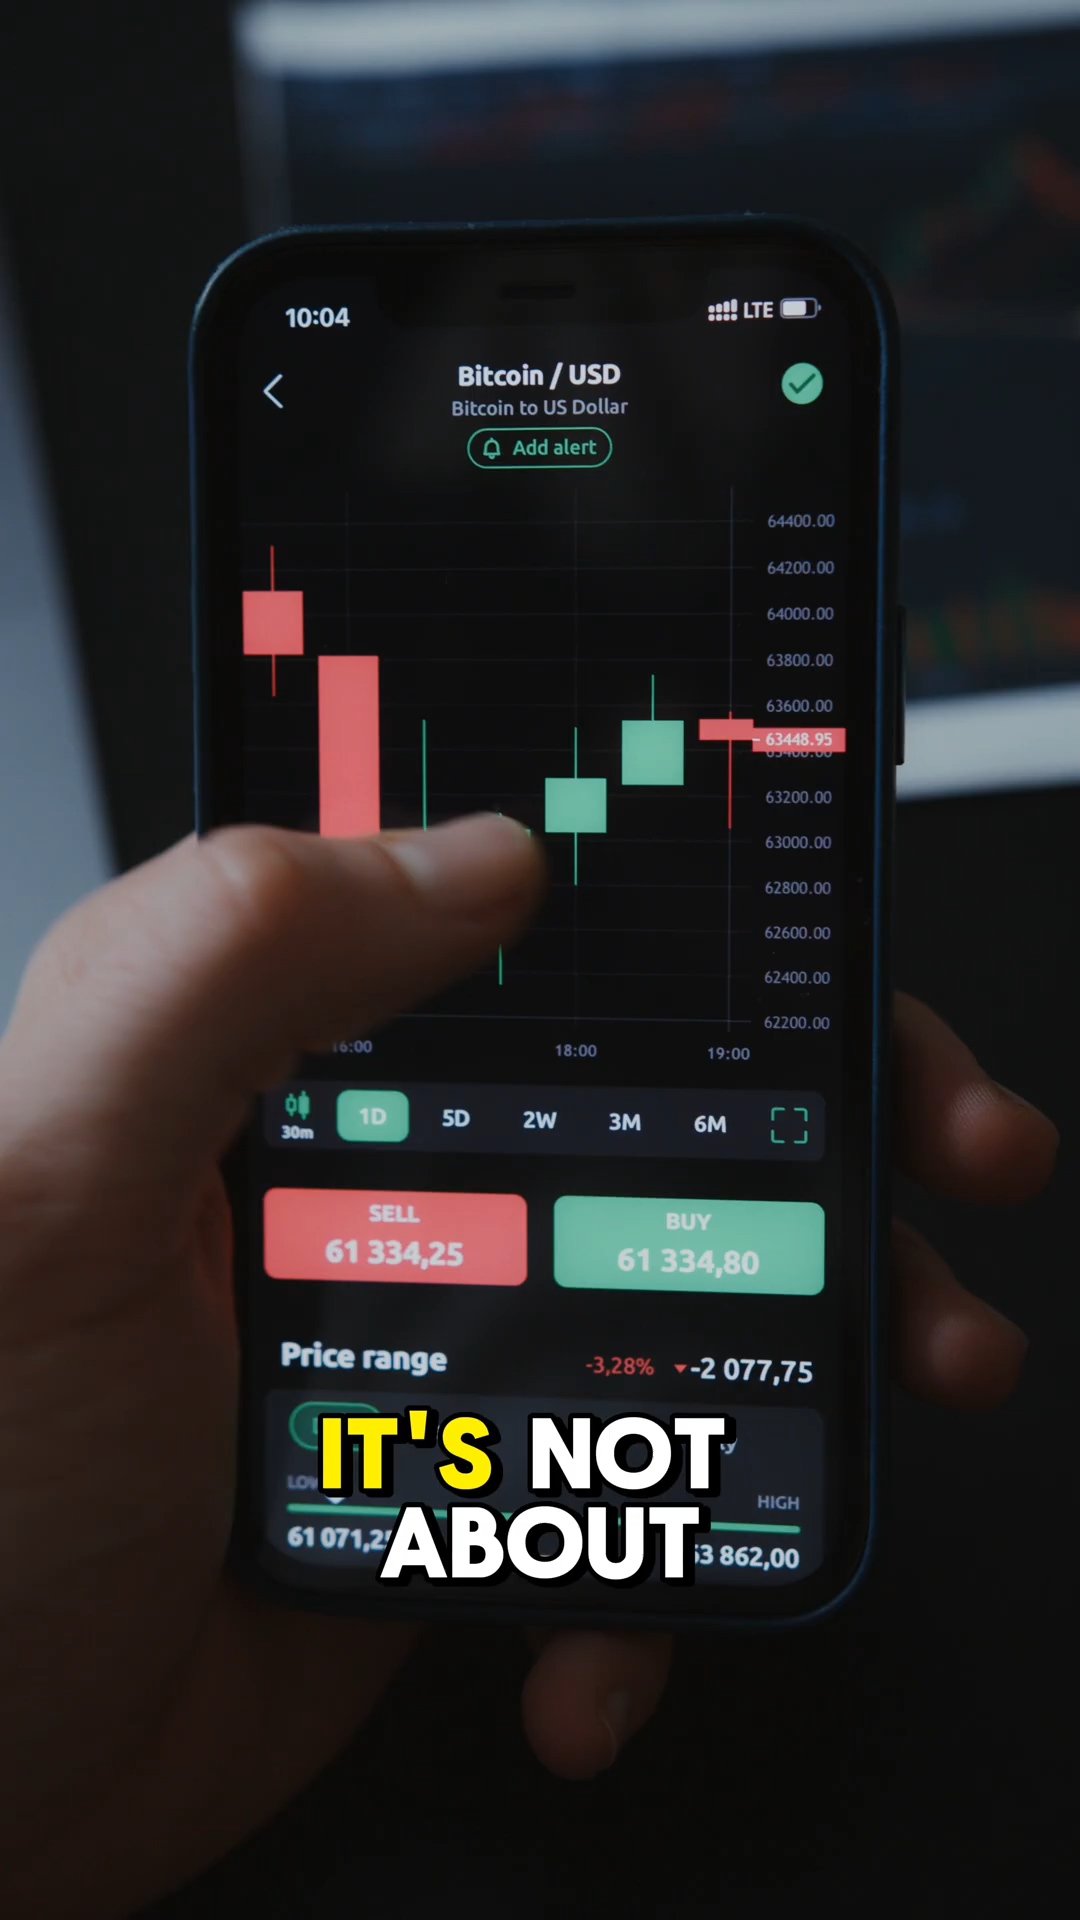 10:04
LTE
Bitcoin / USD
Bitcoin to US Dollar
Add alert
64400.00
64200.00
64000.00
63800.00
63600.00
63448.95
63200.00
63000.00
62800.00
62600.00
62400.00
62200.00
16:00 18:00 19:00
30m 1D 5D 2W 3M 6M
SELL
61 334,25
BUY
61 334,80
Price range -3,28% -2 077,75
HIGH
IT'S NOT
ABOUT